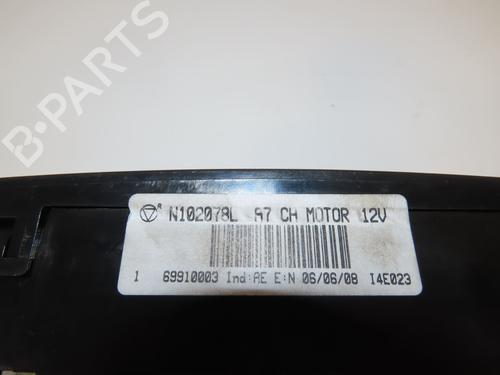 B-PARTS
R N102078L A7 CH MOTOR 12V
1 69910003 Ind:AE E:N 06/06/08 I4E023